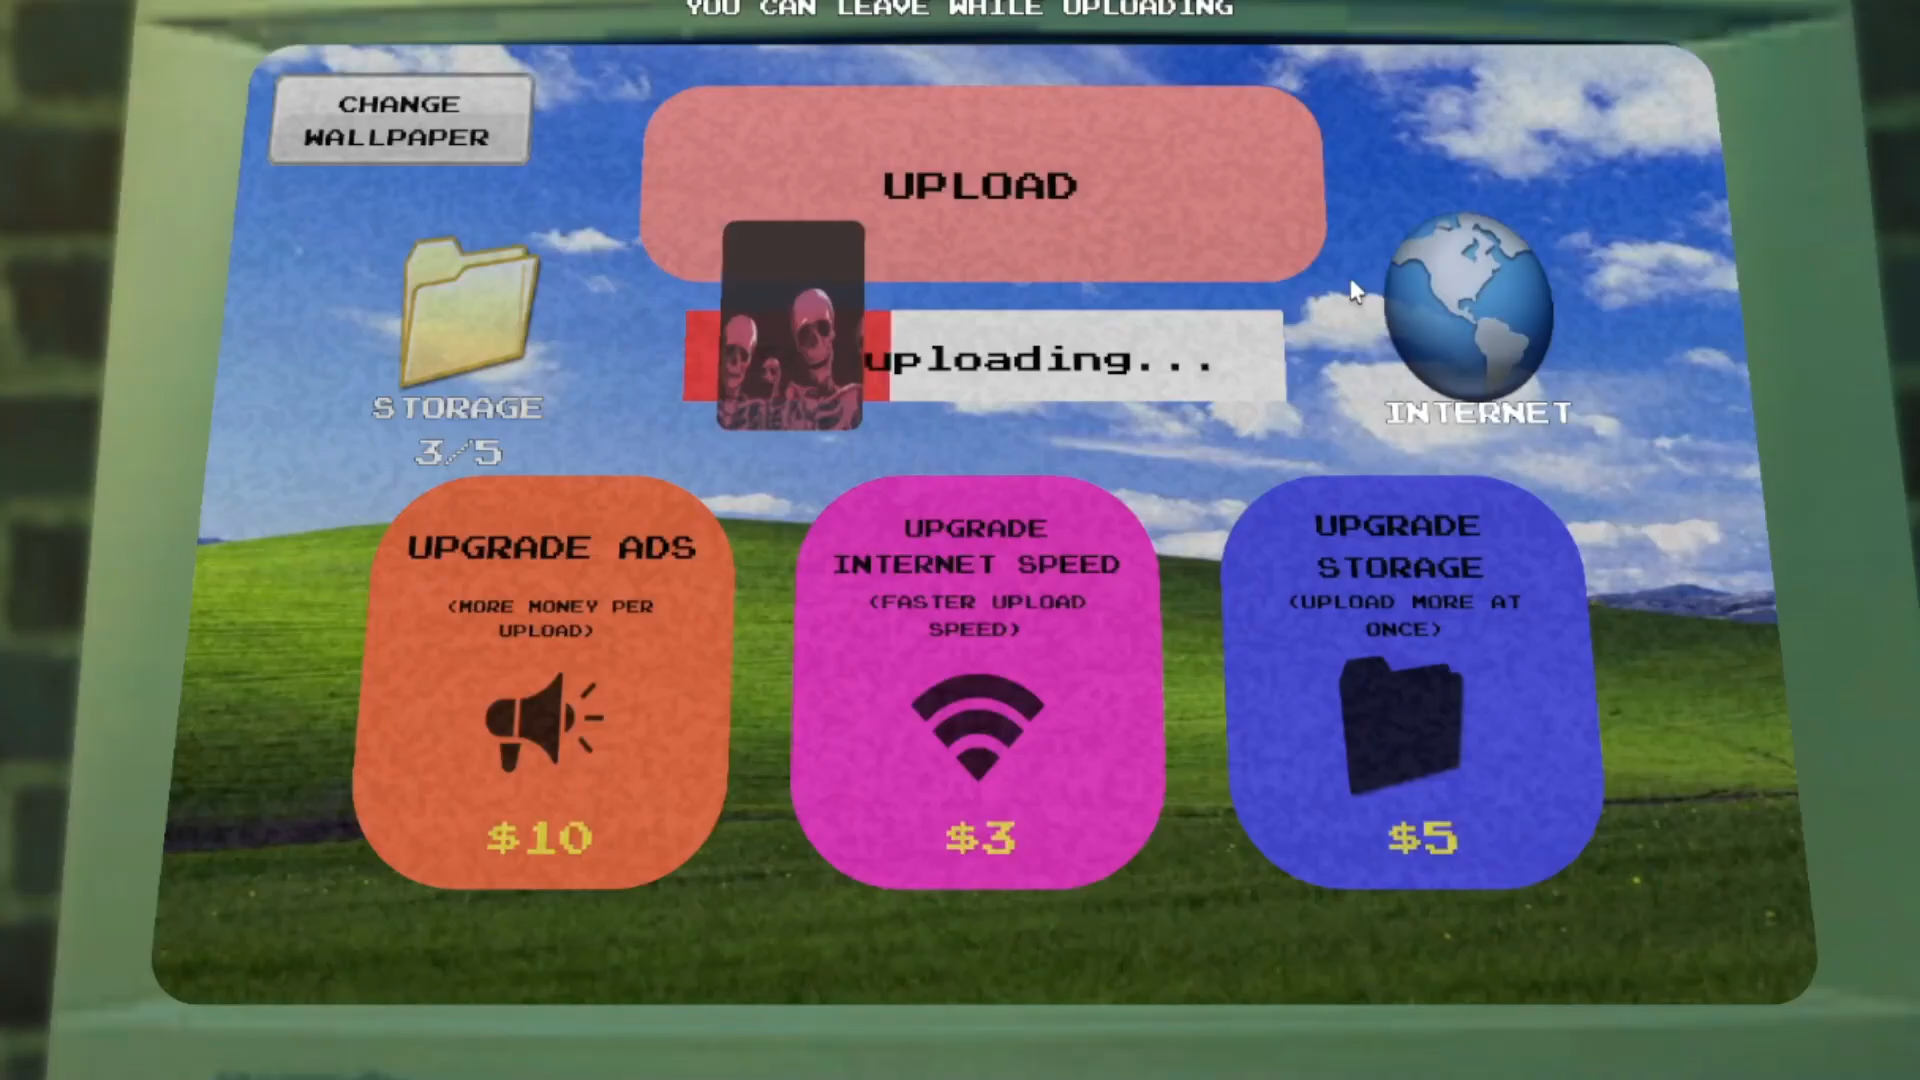 YOU CAN LEAVE WHILE UPLOADING
CHANGE
WALLPAPER
UPLOAD
uploading...
STORAGE
3/5
INTERNET
UPGRADE ADS
(MORE MONEY PER
UPLOAD)
$10
UPGRADE
INTERNET SPEED
(FASTER UPLOAD
SPEED)
$3
UPGRADE
STORAGE
(UPLOAD MORE AT
ONCE)
$5